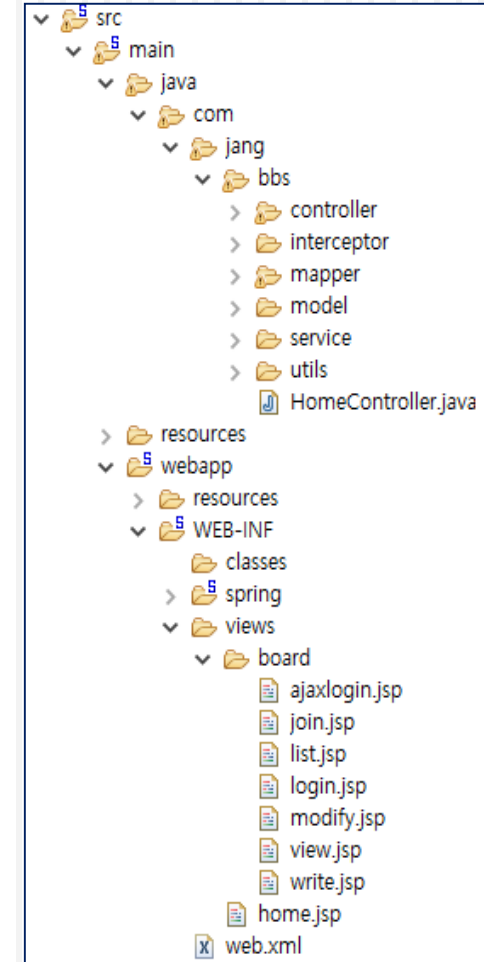 src
main
java
com
jang
bbs
controller
interceptor
mapper
model
service
utils
HomeController.java
resources
webapp
resources
WEB-INF
classes
spring
views
board
ajaxlogin.jsp
join.jsp
list.jsp
login.jsp
modify.jsp
view.jsp
write.jsp
home.jsp
web.xml